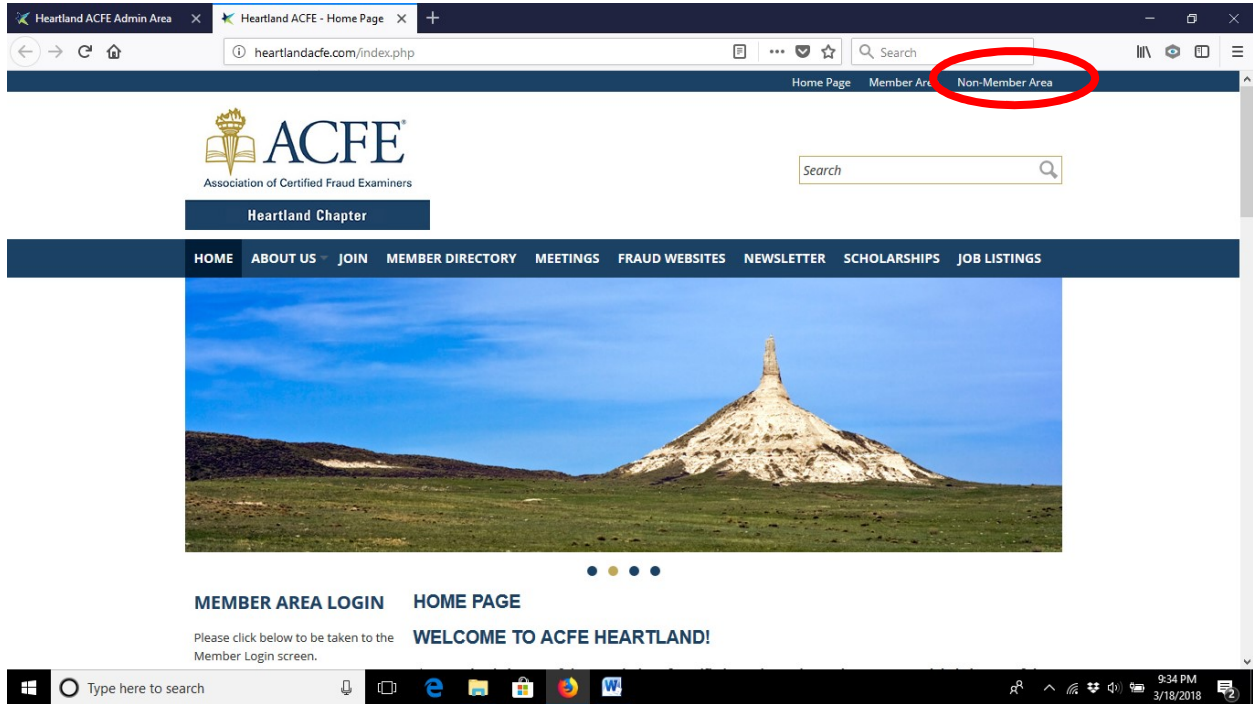 Heartland ACFE Admin Area
Heartland ACFE - Home Page
heartlandacfe.com/index.php
Search
Home Page Member Are Non-Member Area
ACFE®
Association of Certified Fraud Examiners
Heartland Chapter
Search
HOME ABOUT US JOIN MEMBER DIRECTORY MEETINGS FRAUD WEBSITES NEWSLETTER SCHOLARSHIPS JOB LISTINGS
MEMBER AREA LOGIN
Please click below to be taken to the
Member Login screen.
HOME PAGE
WELCOME TO ACFE HEARTLAND!
Type here to search
9:34 PM
3/18/2018
2